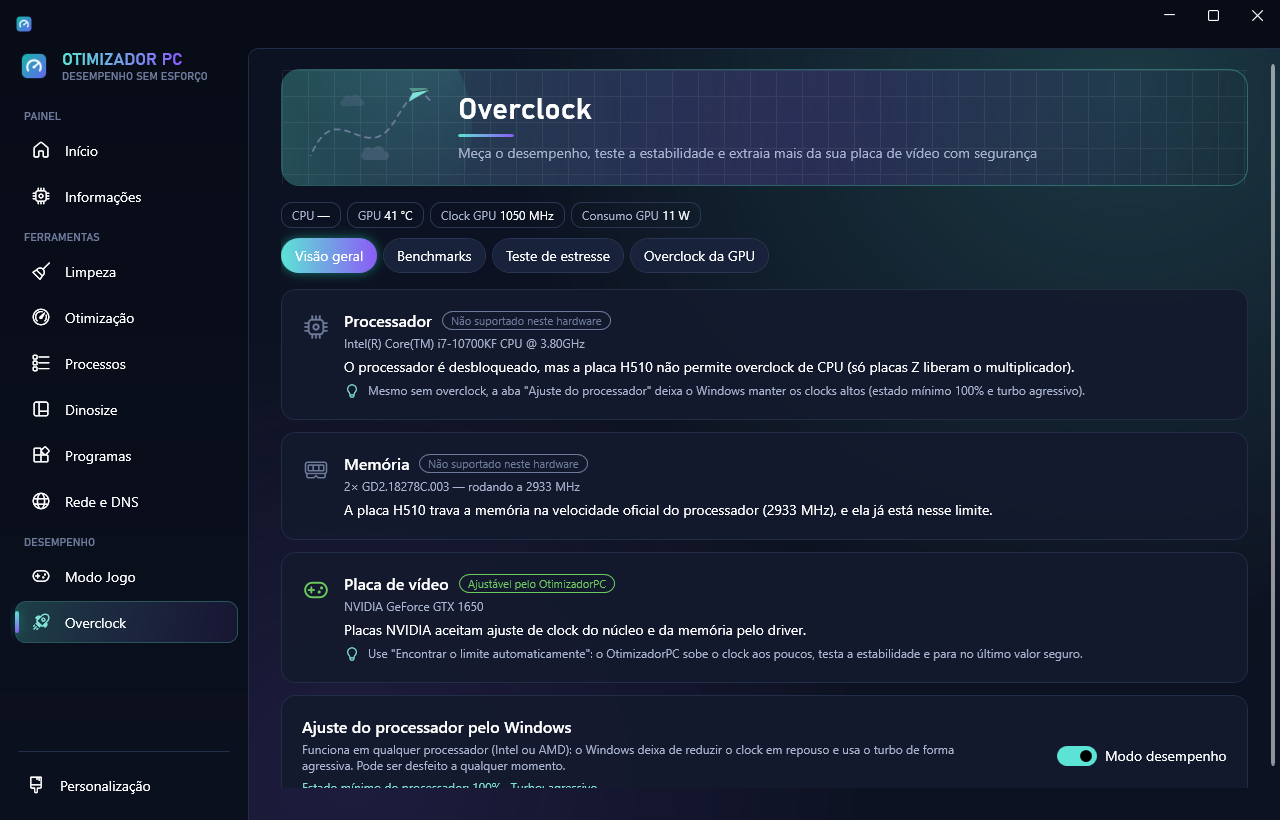 OTIMIZADOR PC
DESEMPENHO SEM ESFORÇO
PAINEL
Início
Informações
FERRAMENTAS
Limpeza
Otimização
Processos
Dinosize
Programas
Rede e DNS
DESEMPENHO
Modo Jogo
Overclock
Personalização
Overclock
Meça o desempenho, teste a estabilidade e extraia mais da sua placa de vídeo com segurança
CPU —
GPU 41 °C
Clock GPU 1050 MHz
Consumo GPU 11 W
Visão geral
Benchmarks
Teste de estresse
Overclock da GPU
Processador
Não suportado neste hardware
Intel(R) Core(TM) i7-10700KF CPU @ 3.80GHz
O processador é desbloqueado, mas a placa H510 não permite overclock de CPU (só placas Z liberam o multiplicador).
Mesmo sem overclock, a aba "Ajuste do processador" deixa o Windows manter os clocks altos (estado mínimo 100% e turbo agressivo).
Memória
Não suportado neste hardware
2× GD2.18278C.003 — rodando a 2933 MHz
A placa H510 trava a memória na velocidade oficial do processador (2933 MHz), e ela já está nesse limite.
Placa de vídeo
Ajustável pelo OtimizadorPC
NVIDIA GeForce GTX 1650
Placas NVIDIA aceitam ajuste de clock do núcleo e da memória pelo driver.
Use "Encontrar o limite automaticamente": o OtimizadorPC sobe o clock aos poucos, testa a estabilidade e para no último valor seguro.
Ajuste do processador pelo Windows
Funciona em qualquer processador (Intel ou AMD): o Windows deixa de reduzir o clock em repouso e usa o turbo de forma
agressiva. Pode ser desfeito a qualquer momento.
Estado mínimo do processador: 100% · Turbo: agressivo
Modo desempenho